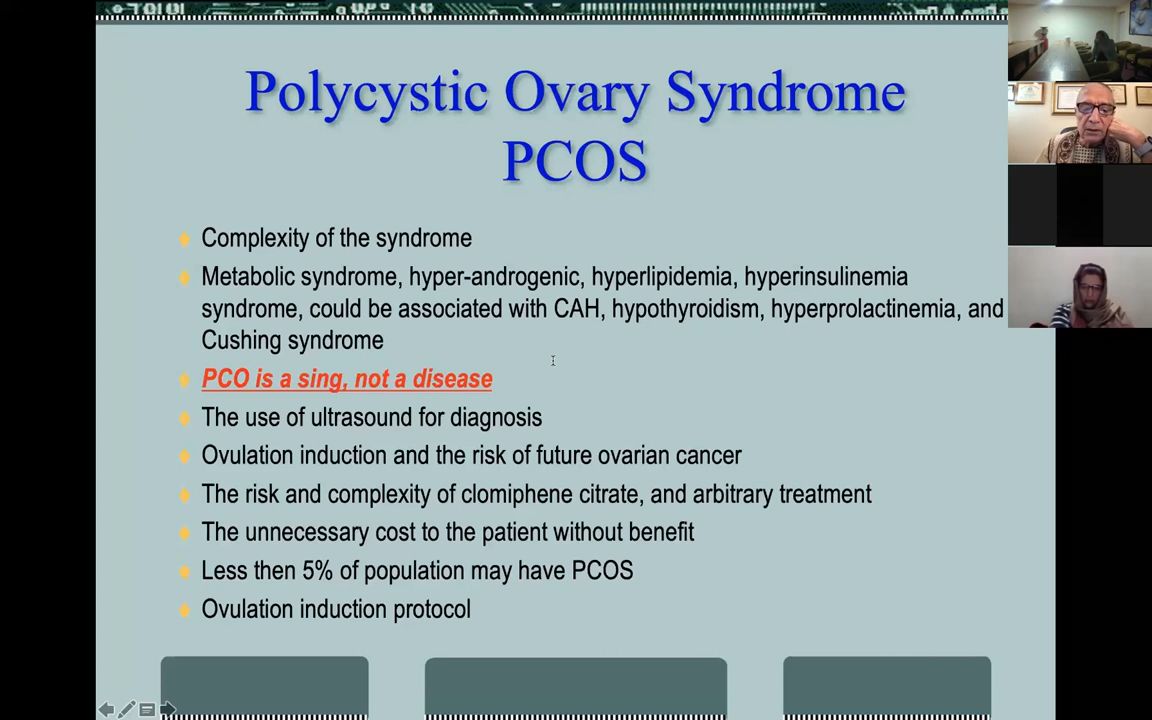 Polycystic Ovary Syndrome
PCOS
Complexity of the syndrome
Metabolic syndrome, hyper-androgenic, hyperlipidemia, hyperinsulinemia
syndrome, could be associated with CAH, hypothyroidism, hyperprolactinemia, and
Cushing syndrome
PCO is a sing, not a disease
The use of ultrasound for diagnosis
Ovulation induction and the risk of future ovarian cancer
The risk and complexity of clomiphene citrate, and arbitrary treatment
The unnecessary cost to the patient without benefit
Less then 5% of population may have PCOS
Ovulation induction protocol